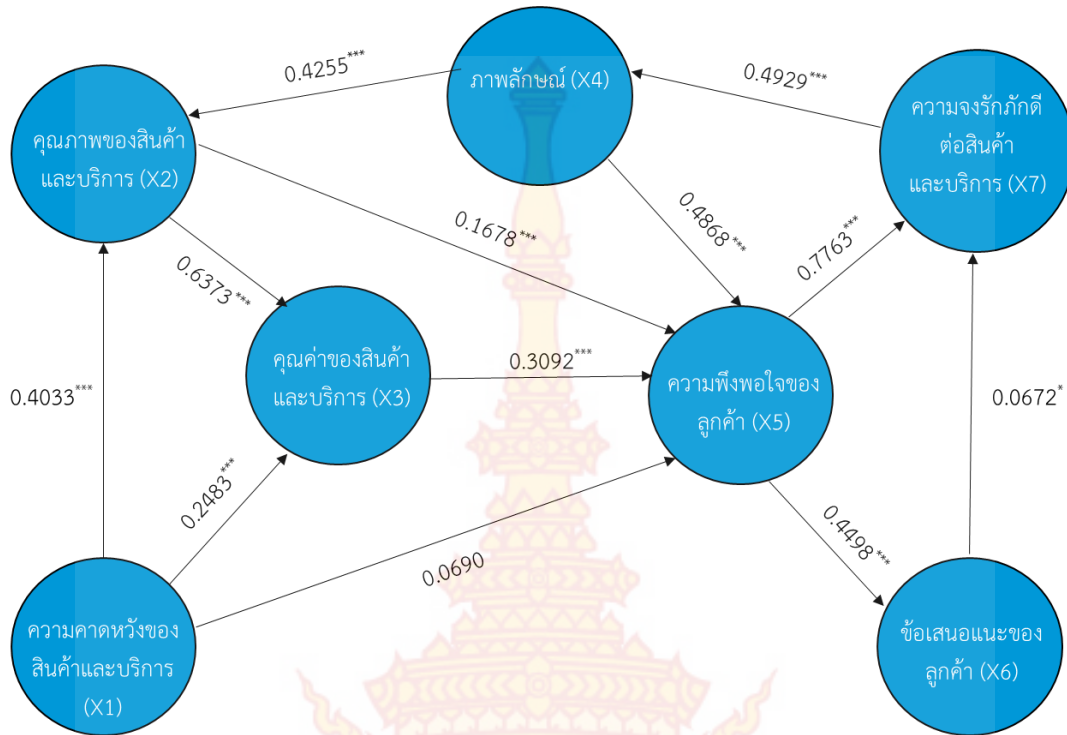 ภาพลักษณ์ (X4)
0.4255***
0.4929***
ความจงรักภักดี
ต่อสินค้า
และบริการ (X7)
คุณภาพของสินค้า
และบริการ (X2)
0.1678***
0.4868***
0.7763***
0.6373***
คุณค่าของสินค้า
และบริการ (X3)
0.3092***
ความพึงพอใจของ
ลูกค้า (X5)
0.4033***
0.0672*
0.2483***
0.0690
0.4498***
ความคาดหวังของ
สินค้าและบริการ
(X1)
ข้อเสนอแนะของ
ลูกค้า (X6)